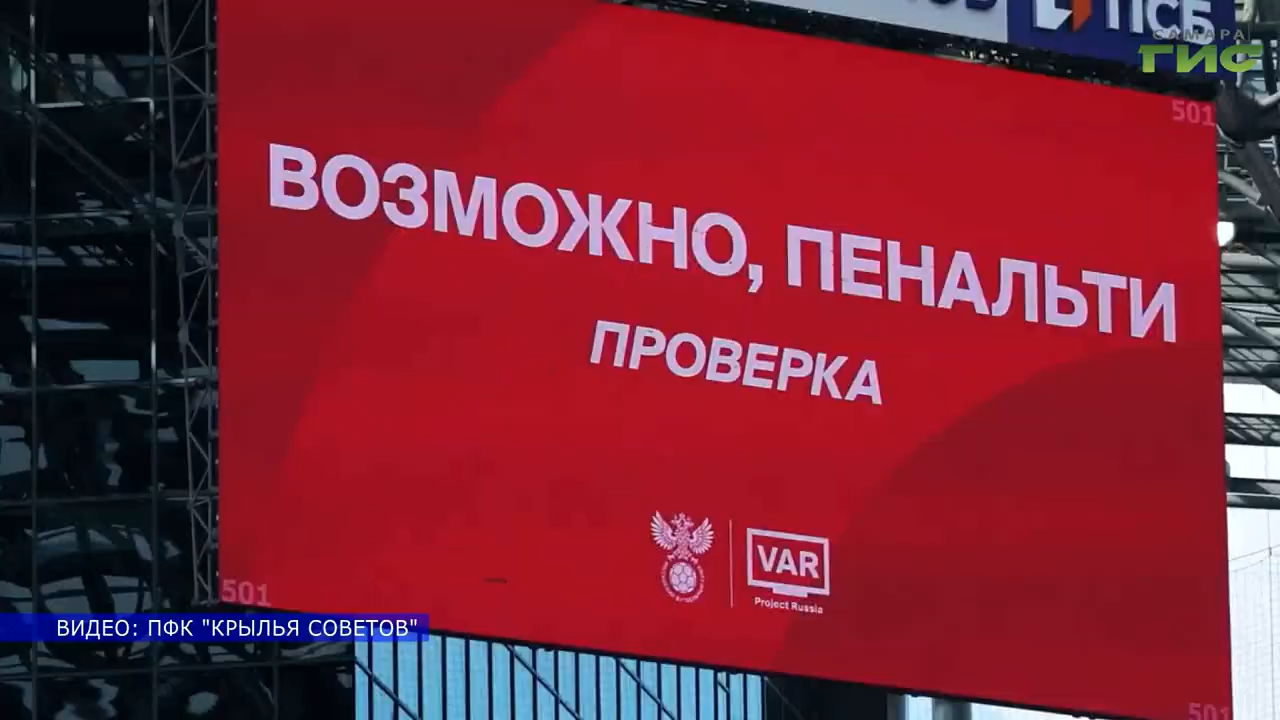 ПСБ
САМАРА
ГИС
501
ВОЗМОЖНО, ПЕНАЛЬТИ
ПРОВЕРКА
VAR
Project Russia
501
ВИДЕО: ПФК "КРЫЛЬЯ СОВЕТОВ"
501